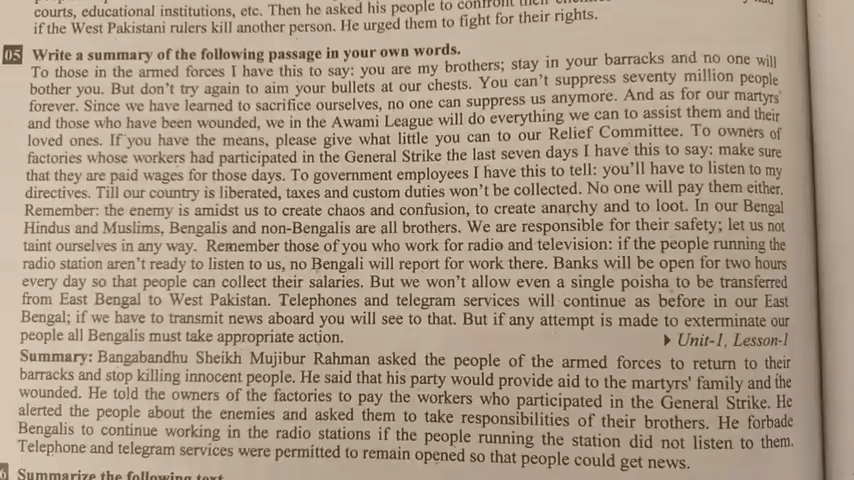 courts, educational institutions, etc. Then he asked his people to confront their
if the West Pakistani rulers kill another person. He urged them to fight for their rights.
05 Write a summary of the following passage in your own words.
To those in the armed forces I have this to say: you are my brothers; stay in your barracks and no one will
bother you. But don't try again to aim your bullets at our chests. You can't suppress seventy million people
forever. Since we have learned to sacrifice ourselves, no one can suppress us anymore. And as for our martyrs
and those who have been wounded, we in the Awami League will do everything we can to assist them and their
loved ones. If you have the means, please give what little you can to our Relief Committee. To owners of
factories whose workers had participated in the General Strike the last seven days I have this to say: make sure
that they are paid wages for those days. To government employees I have this to tell: you'll have to listen to my
directives. Till our country is liberated, taxes and custom duties won't be collected. No one will pay them either.
Remember: the enemy is amidst us to create chaos and confusion, to create anarchy and to loot. In our Bengal
Hindus and Muslims, Bengalis and non-Bengalis are all brothers. We are responsible for their safety; let us not
taint ourselves in any way. Remember those of you who work for radio and television: if the people running the
radio station aren't ready to listen to us, no Bengali will report for work there. Banks will be open for two hours
every day so that people can collect their salaries. But we won't allow even a single poisha to be transferred
from East Bengal to West Pakistan. Telephones and telegram services will continue as before in our East
Bengal; if we have to transmit news aboard you will see to that. But if any attempt is made to exterminate our
people all Bengalis must take appropriate action. ▸ Unit-1, Lesson-1
Summary: Bangabandhu Sheikh Mujibur Rahman asked the people of the armed forces to return to their
barracks and stop killing innocent people. He said that his party would provide aid to the martyrs' family and the
wounded. He told the owners of the factories to pay the workers who participated in the General Strike. He
alerted the people about the enemies and asked them to take responsibilities of their brothers. He forbade
Bengalis to continue working in the radio stations if the people running the station did not listen to them.
Telephone and telegram services were permitted to remain opened so that people could get news.
6 Summarize the following text